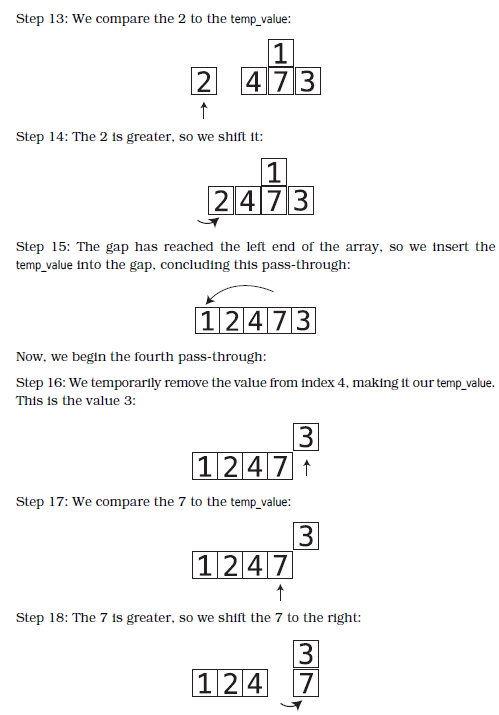 Step 13: We compare the 2 to the temp_value:
1
2 4 7 3
Step 14: The 2 is greater, so we shift it:
1
2 4 7 3
Step 15: The gap has reached the left end of the array, so we insert the
temp_value into the gap, concluding this pass-through:
1 2 4 7 3
Now, we begin the fourth pass-through:
Step 16: We temporarily remove the value from index 4, making it our temp_value.
This is the value 3:
3
1 2 4 7
Step 17: We compare the 7 to the temp_value:
3
1 2 4 7
Step 18: The 7 is greater, so we shift the 7 to the right:
3
1 2 4 7